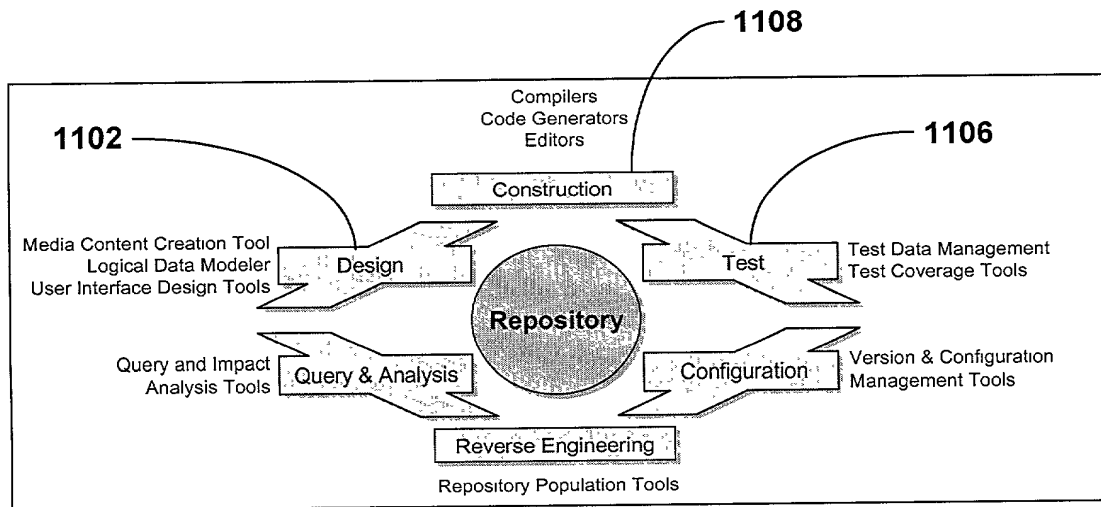 1108
Compilers
Code Generators
Editors
1102
1106
Construction
Media Content Creation Tool
Logical Data Modeler
User Interface Design Tools
Design
Test
Test Data Management
Test Coverage Tools
Repository
Query and Impact
Analysis Tools
Query & Analysis
Configuration
Version & Configuration
Management Tools
Reverse Engineering
Repository Population Tools